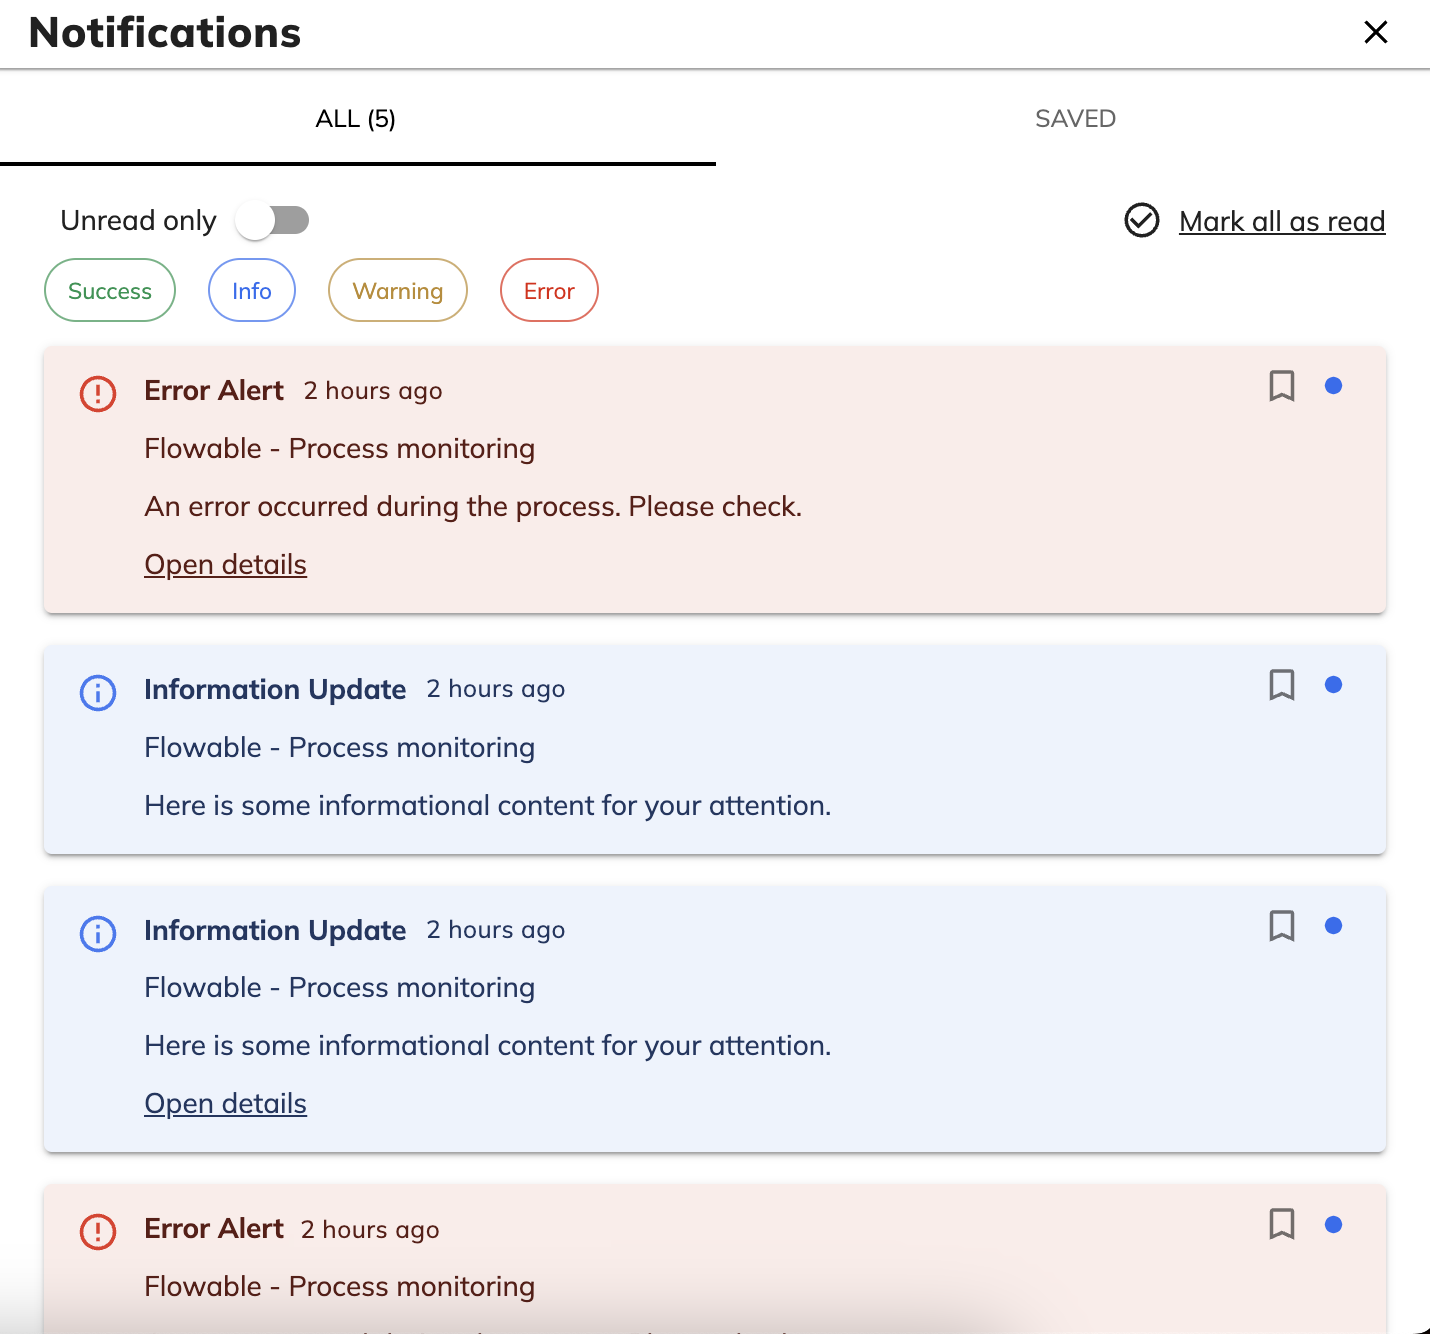 Notifications
ALL (5)
SAVED
Unread only
Mark all as read
Success
Info
Warning
Error
Error Alert 2 hours ago
Flowable - Process monitoring
An error occurred during the process. Please check.
Open details
Information Update 2 hours ago
Flowable - Process monitoring
Here is some informational content for your attention.
Information Update 2 hours ago
Flowable - Process monitoring
Here is some informational content for your attention.
Open details
Error Alert 2 hours ago
Flowable - Process monitoring